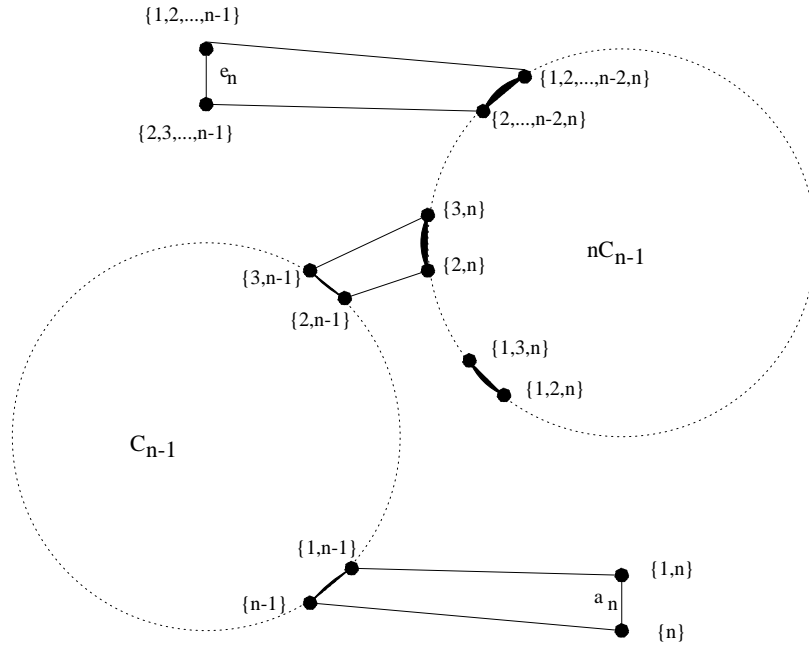 {1,2,...,n-1}
e_n
{1,2,...,n-2,n}
{2,3,...,n-1}
{2,...,n-2,n}
{3,n}
nC_{n-1}
{3,n-1}
{2,n}
{2,n-1}
{1,3,n}
{1,2,n}
C_{n-1}
{1,n-1}
{1,n}
a_n
{n-1}
{n}